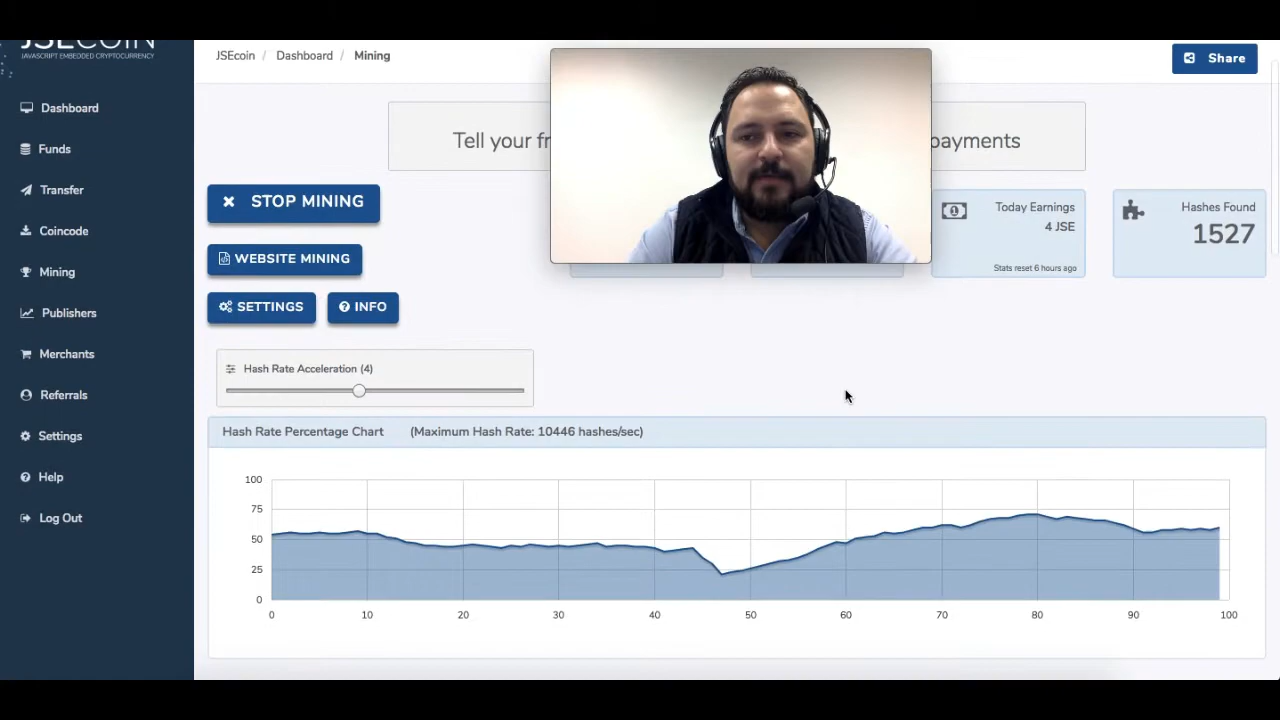 JSECOIN
JAVASCRIPT EMBEDDED CRYPTOCURRENCY
Dashboard
Funds
Transfer
Coincode
Mining
Publishers
Merchants
Referrals
Settings
Help
Log Out
JSEcoin / Dashboard / Mining
Share
Tell your payments
STOP MINING
WEBSITE MINING
SETTINGS
INFO
Today Earnings
4 JSE
Stats reset 6 hours ago
Hashes Found
1527
Hash Rate Acceleration (4)
Hash Rate Percentage Chart (Maximum Hash Rate: 10446 hashes/sec)
100
75
50
25
0
0 10 20 30 40 50 60 70 80 90 100